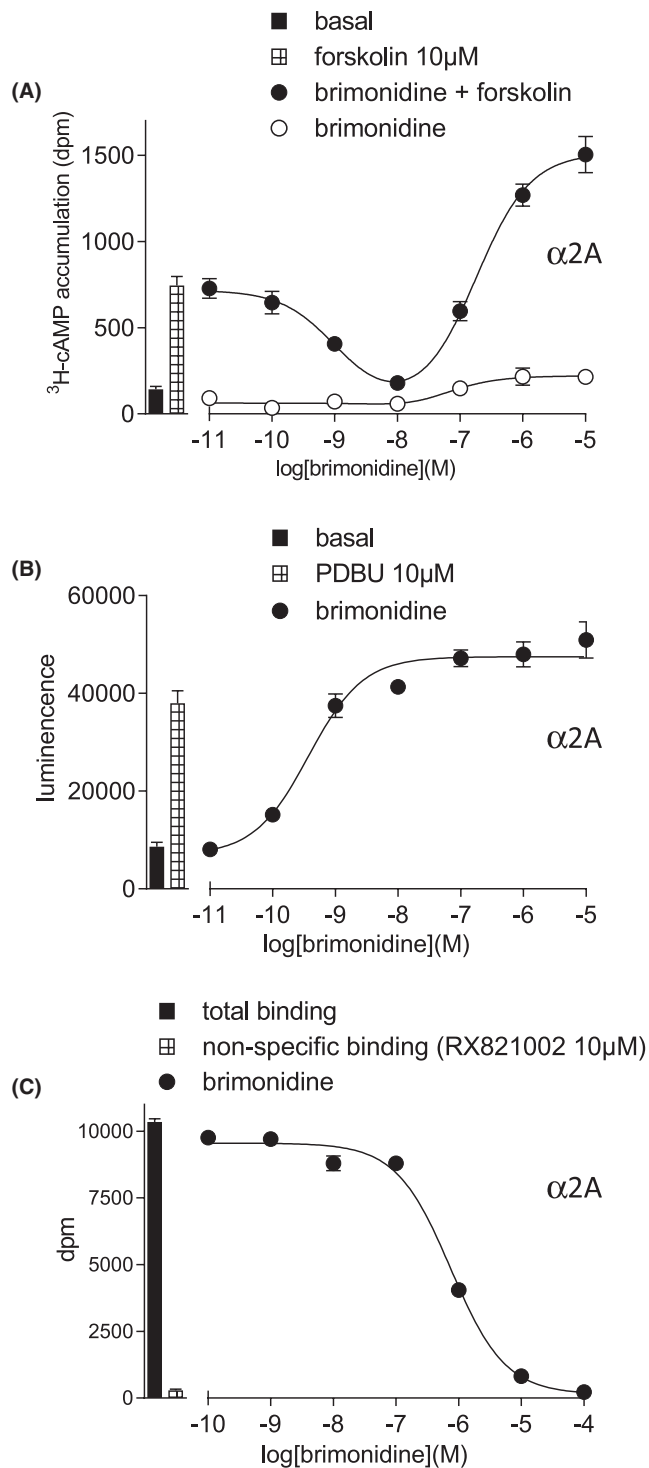 basal
forskolin 10µM
(A)
brimonidine + forskolin
brimonidine
³H-cAMP accumulation (dpm)
1500
1000
500
0
α2A
-11 -10 -9 -8 -7 -6 -5
log[brimonidine](M)
basal
(B)
PDBU 10µM
brimonidine
luminencence
60000
40000
20000
0
α2A
-11 -10 -9 -8 -7 -6 -5
log[brimonidine](M)
total binding
non-specific binding (RX821002 10µM)
(C)
brimonidine
dpm
10000
7500
5000
2500
0
α2A
-10 -9 -8 -7 -6 -5 -4
log[brimonidine](M)